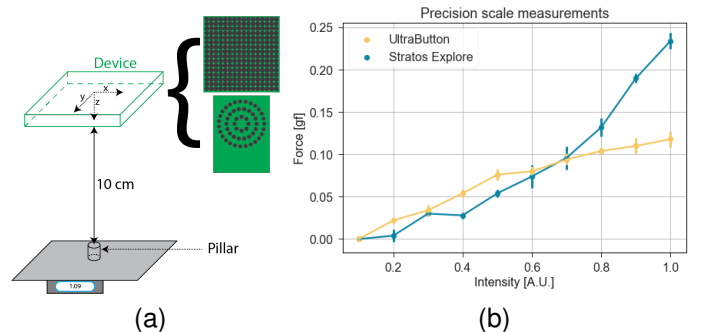 Device
x
y
z
10 cm
Pillar
1.09
(a)
Precision scale measurements
UltraButton
Stratos Explore
Force [gf]
0.25
0.20
0.15
0.10
0.05
0.00
0.2 0.4 0.6 0.8 1.0
Intensity [A.U.]
(b)